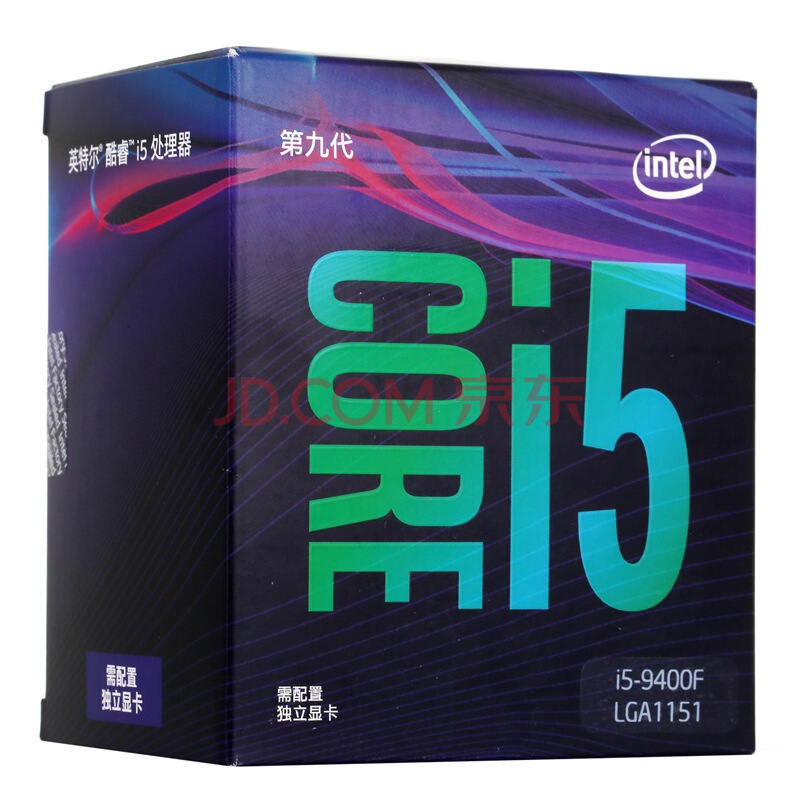 英特尔® 酷睿™ i5 处理器
第九代
intel®
CORE i5
JD.COM 京东
需配置
独立显卡
需配置
独立显卡
i5-9400F
LGA1151